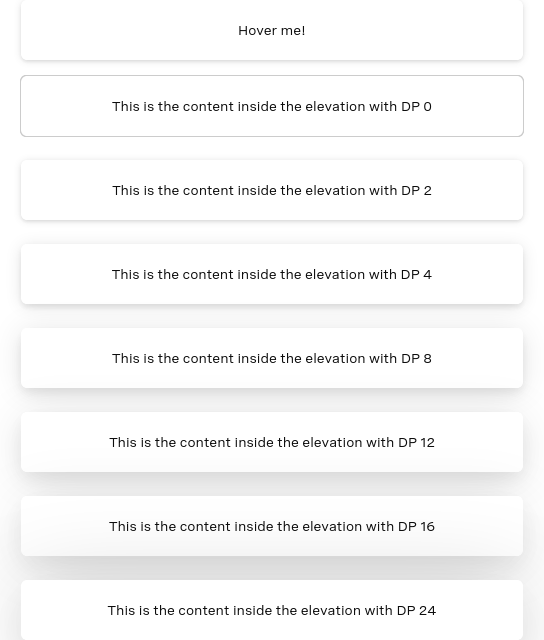 Hover me!
This is the content inside the elevation with DP 0
This is the content inside the elevation with DP 2
This is the content inside the elevation with DP 4
This is the content inside the elevation with DP 8
This is the content inside the elevation with DP 12
This is the content inside the elevation with DP 16
This is the content inside the elevation with DP 24